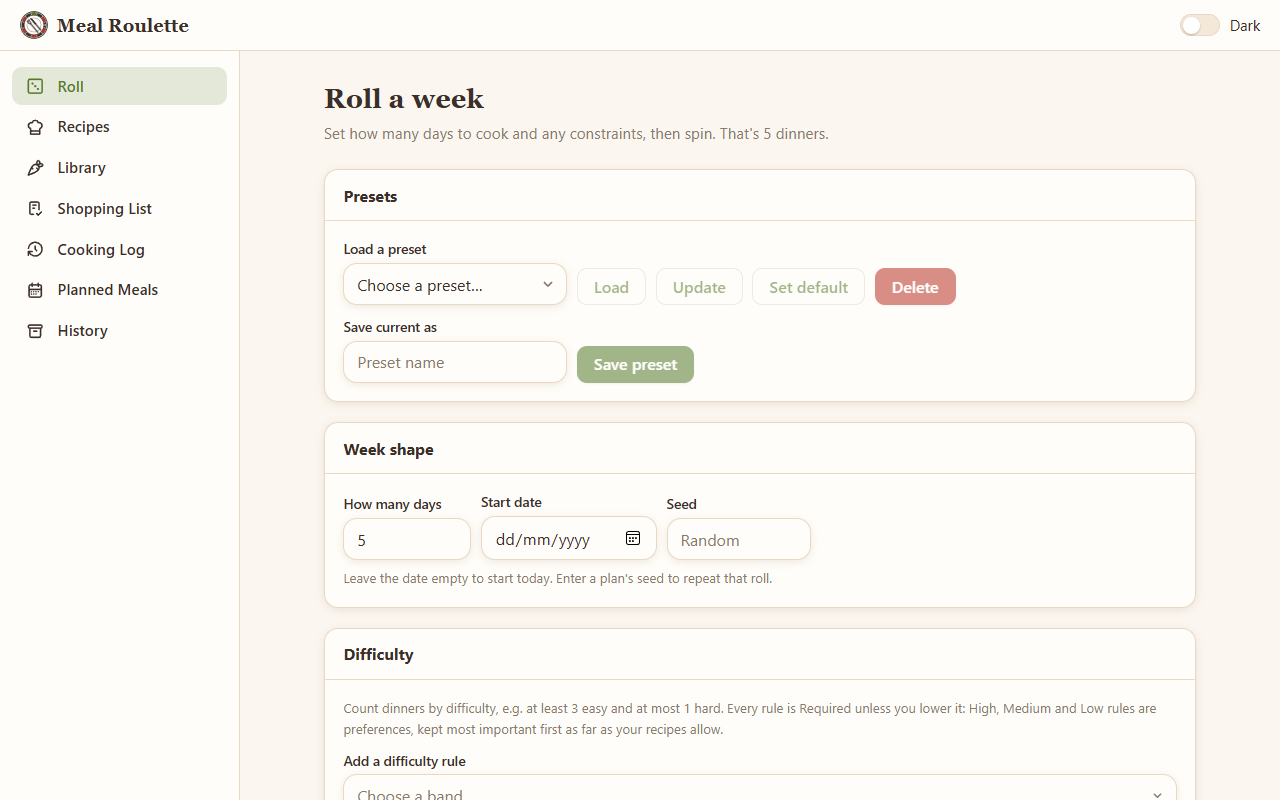 Meal Roulette
Dark
Roll
Recipes
Library
Shopping List
Cooking Log
Planned Meals
History
Roll a week
Set how many days to cook and any constraints, then spin. That's 5 dinners.
Presets
Load a preset
Choose a preset...
Load
Update
Set default
Delete
Save current as
Preset name
Save preset
Week shape
How many days
Start date
Seed
5
dd/mm/yyyy
Random
Leave the date empty to start today. Enter a plan's seed to repeat that roll.
Difficulty
Count dinners by difficulty, e.g. at least 3 easy and at most 1 hard. Every rule is Required unless you lower it: High, Medium and Low rules are
preferences, kept most important first as far as your recipes allow.
Add a difficulty rule
Choose a band